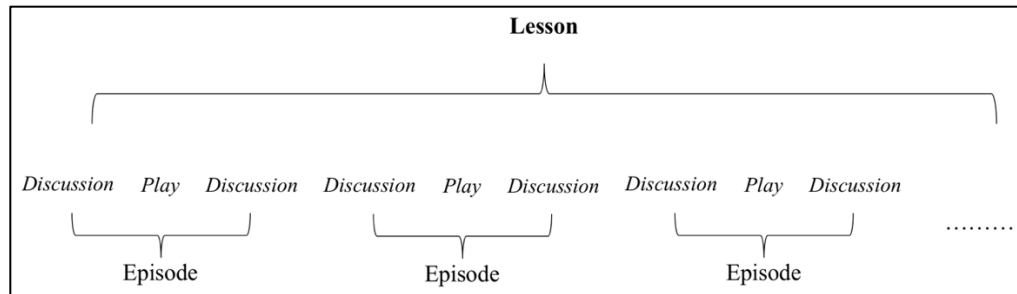 Lesson
Discussion Play Discussion Discussion Play Discussion Discussion Play Discussion
.........
Episode Episode Episode